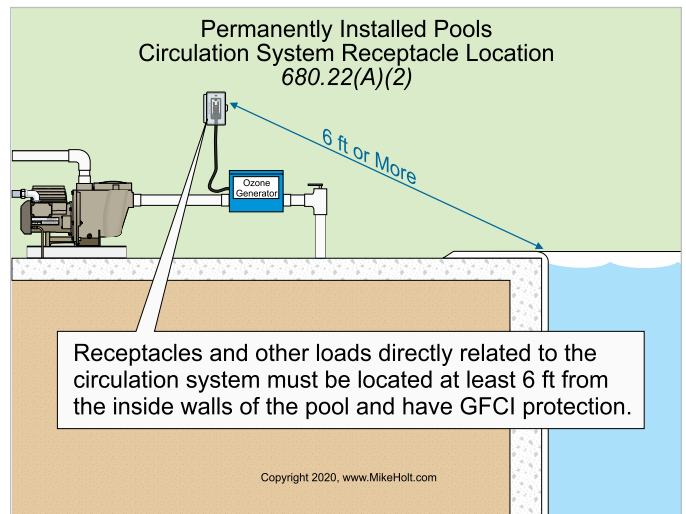 Permanently Installed Pools
Circulation System Receptacle Location
680.22(A)(2)
6 ft or More
Ozone
Generator
Receptacles and other loads directly related to the
circulation system must be located at least 6 ft from
the inside walls of the pool and have GFCI protection.
Copyright 2020, www.MikeHolt.com